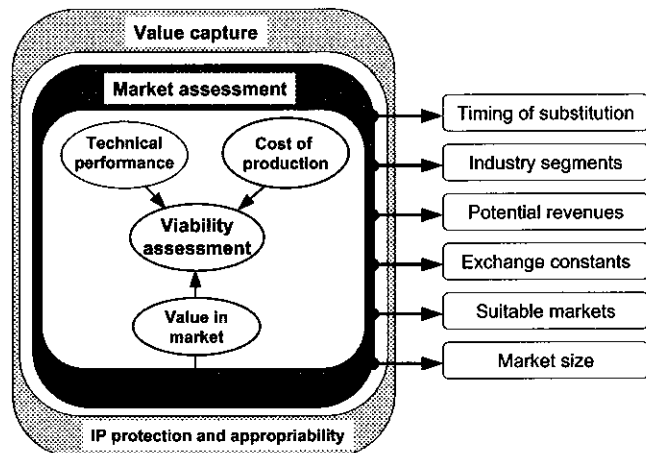 Value capture
Market assessment
Technical
performance
Cost of
production
Viability
assessment
Value in
market
IP protection and appropriability
Timing of substitution
Industry segments
Potential revenues
Exchange constants
Suitable markets
Market size